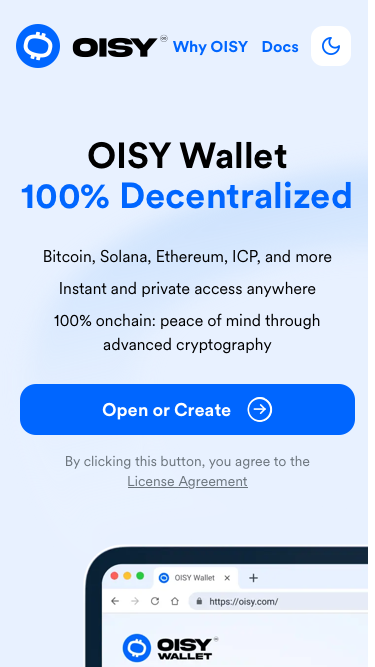 OISY Why OISY Docs
OISY Wallet
100% Decentralized
Bitcoin, Solana, Ethereum, ICP, and more
Instant and private access anywhere
100% onchain: peace of mind through
advanced cryptography
Open or Create
By clicking this button, you agree to the
License Agreement
OISY Wallet
https://oisy.com/
OISY
WALLET